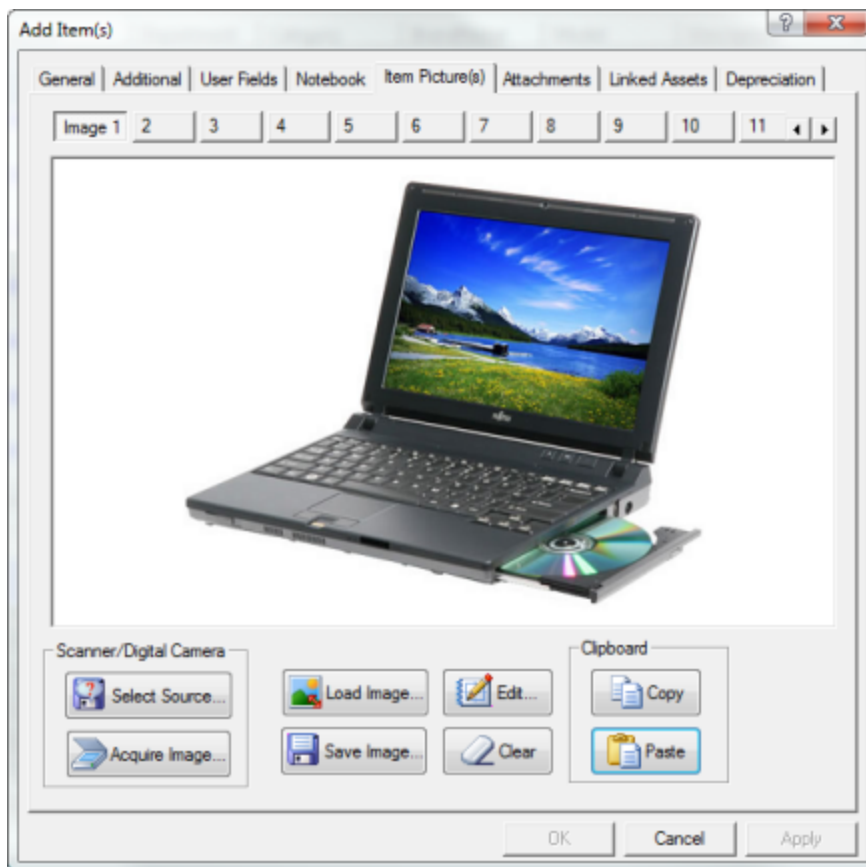 Add Item(s)
General Additional User Fields Notebook Item Picture(s) Attachments Linked Assets Depreciation
Image 1 2 3 4 5 6 7 8 9 10 11
FUJITSU
Scanner/Digital Camera
Clipboard
Select Source...
Load Image...
Edit...
Copy
Acquire Image...
Save Image...
Clear
Paste
OK Cancel Apply